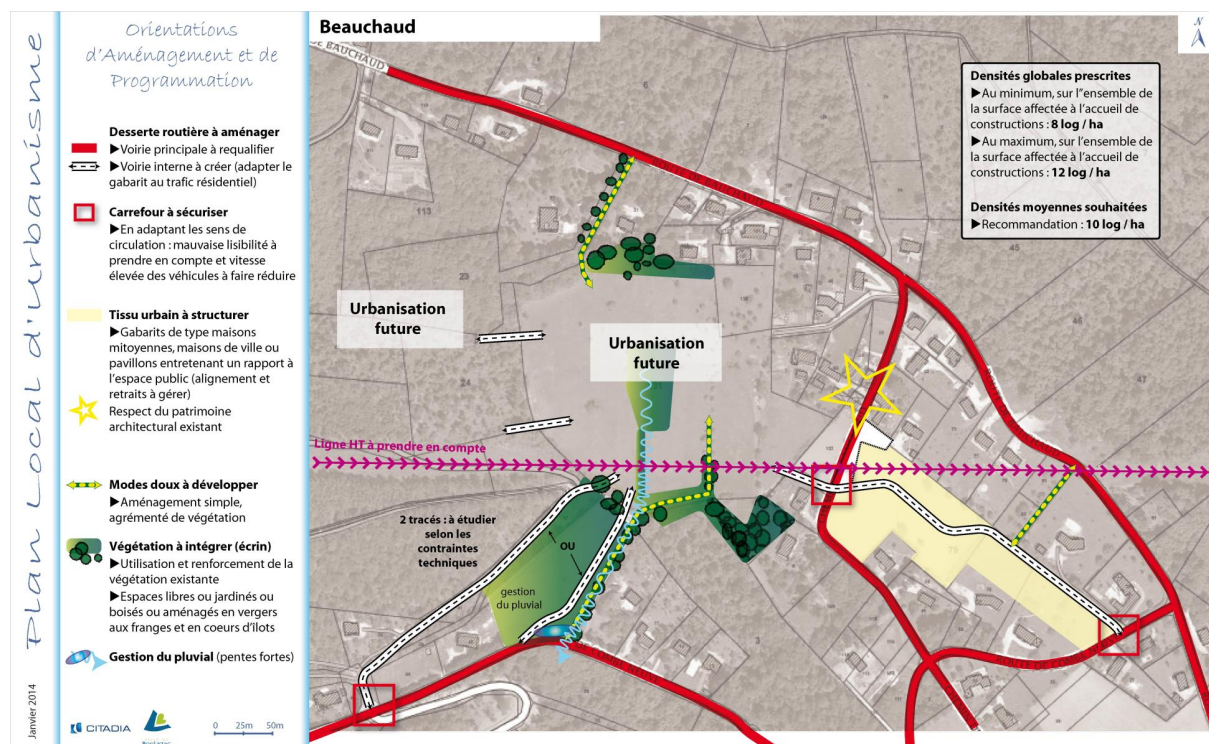 Plan Local d'Urbanisme
Janvier 2014
Orientations
d'Aménagement et de
Programmation
Desserte routière à aménager
▶Voirie principale à requalifier
▶Voirie interne à créer (adapter le
gabarit au trafic résidentiel)
Carrefour à sécuriser
▶En adaptant les sens de
circulation : mauvaise lisibilité à
prendre en compte et vitesse
élevée des véhicules à faire réduire
Tissu urbain à structurer
▶Gabarits de type maisons
mitoyennes, maisons de ville ou
pavillons entretenant un rapport à
l'espace public (alignement et
retraits à gérer)
Respect du patrimoine
architectural existant
Modes doux à développer
▶Aménagement simple,
agrémenté de végétation
Végétation à intégrer (écrin)
▶Utilisation et renforcement de la
végétation existante
▶Espaces libres ou jardinés ou
boisés ou aménagés en vergers
aux franges et en coeurs d'îlots
Gestion du pluvial (pentes fortes)
CITADIA
0 25m 50m
Beauchaud
N
DE BAUCHAUD
Densités globales prescrites
▶Au minimum, sur l"ensemble de
la surface affectée à l'accueil de
constructions : 8 log / ha
▶Au maximum, sur l'ensemble de
la surface affectée à l'accueil de
constructions : 12 log / ha
Densités moyennes souhaitées
▶Recommandation : 10 log / ha
113
23
24
45
46
47
Urbanisation
future
Urbanisation
future
Ligne HT à prendre en compte
2 tracés : à étudier
selon les
contraintes
techniques
OU
gestion
du pluvial
75
3